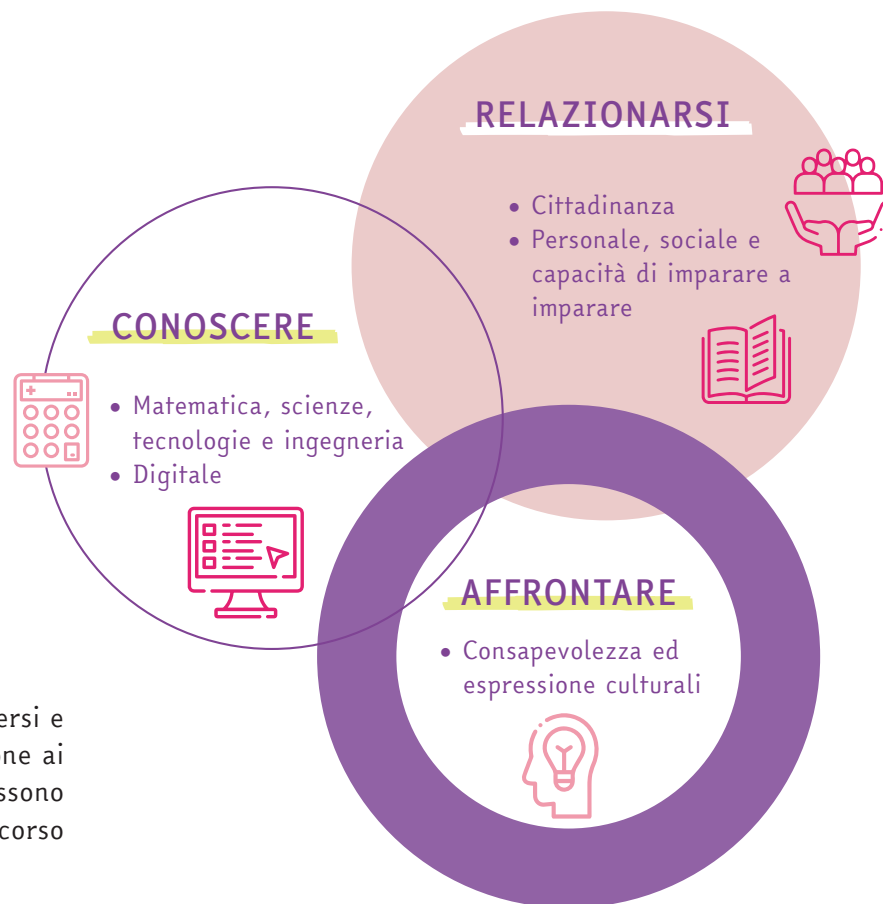 RELAZIONARSI
• Cittadinanza
• Personale, sociale e
capacità di imparare a
imparare
CONOSCERE
• Matematica, scienze,
tecnologie e ingegneria
• Digitale
AFFRONTARE
• Consapevolezza ed
espressione culturali
ersi e
ne ai
ssono
corso